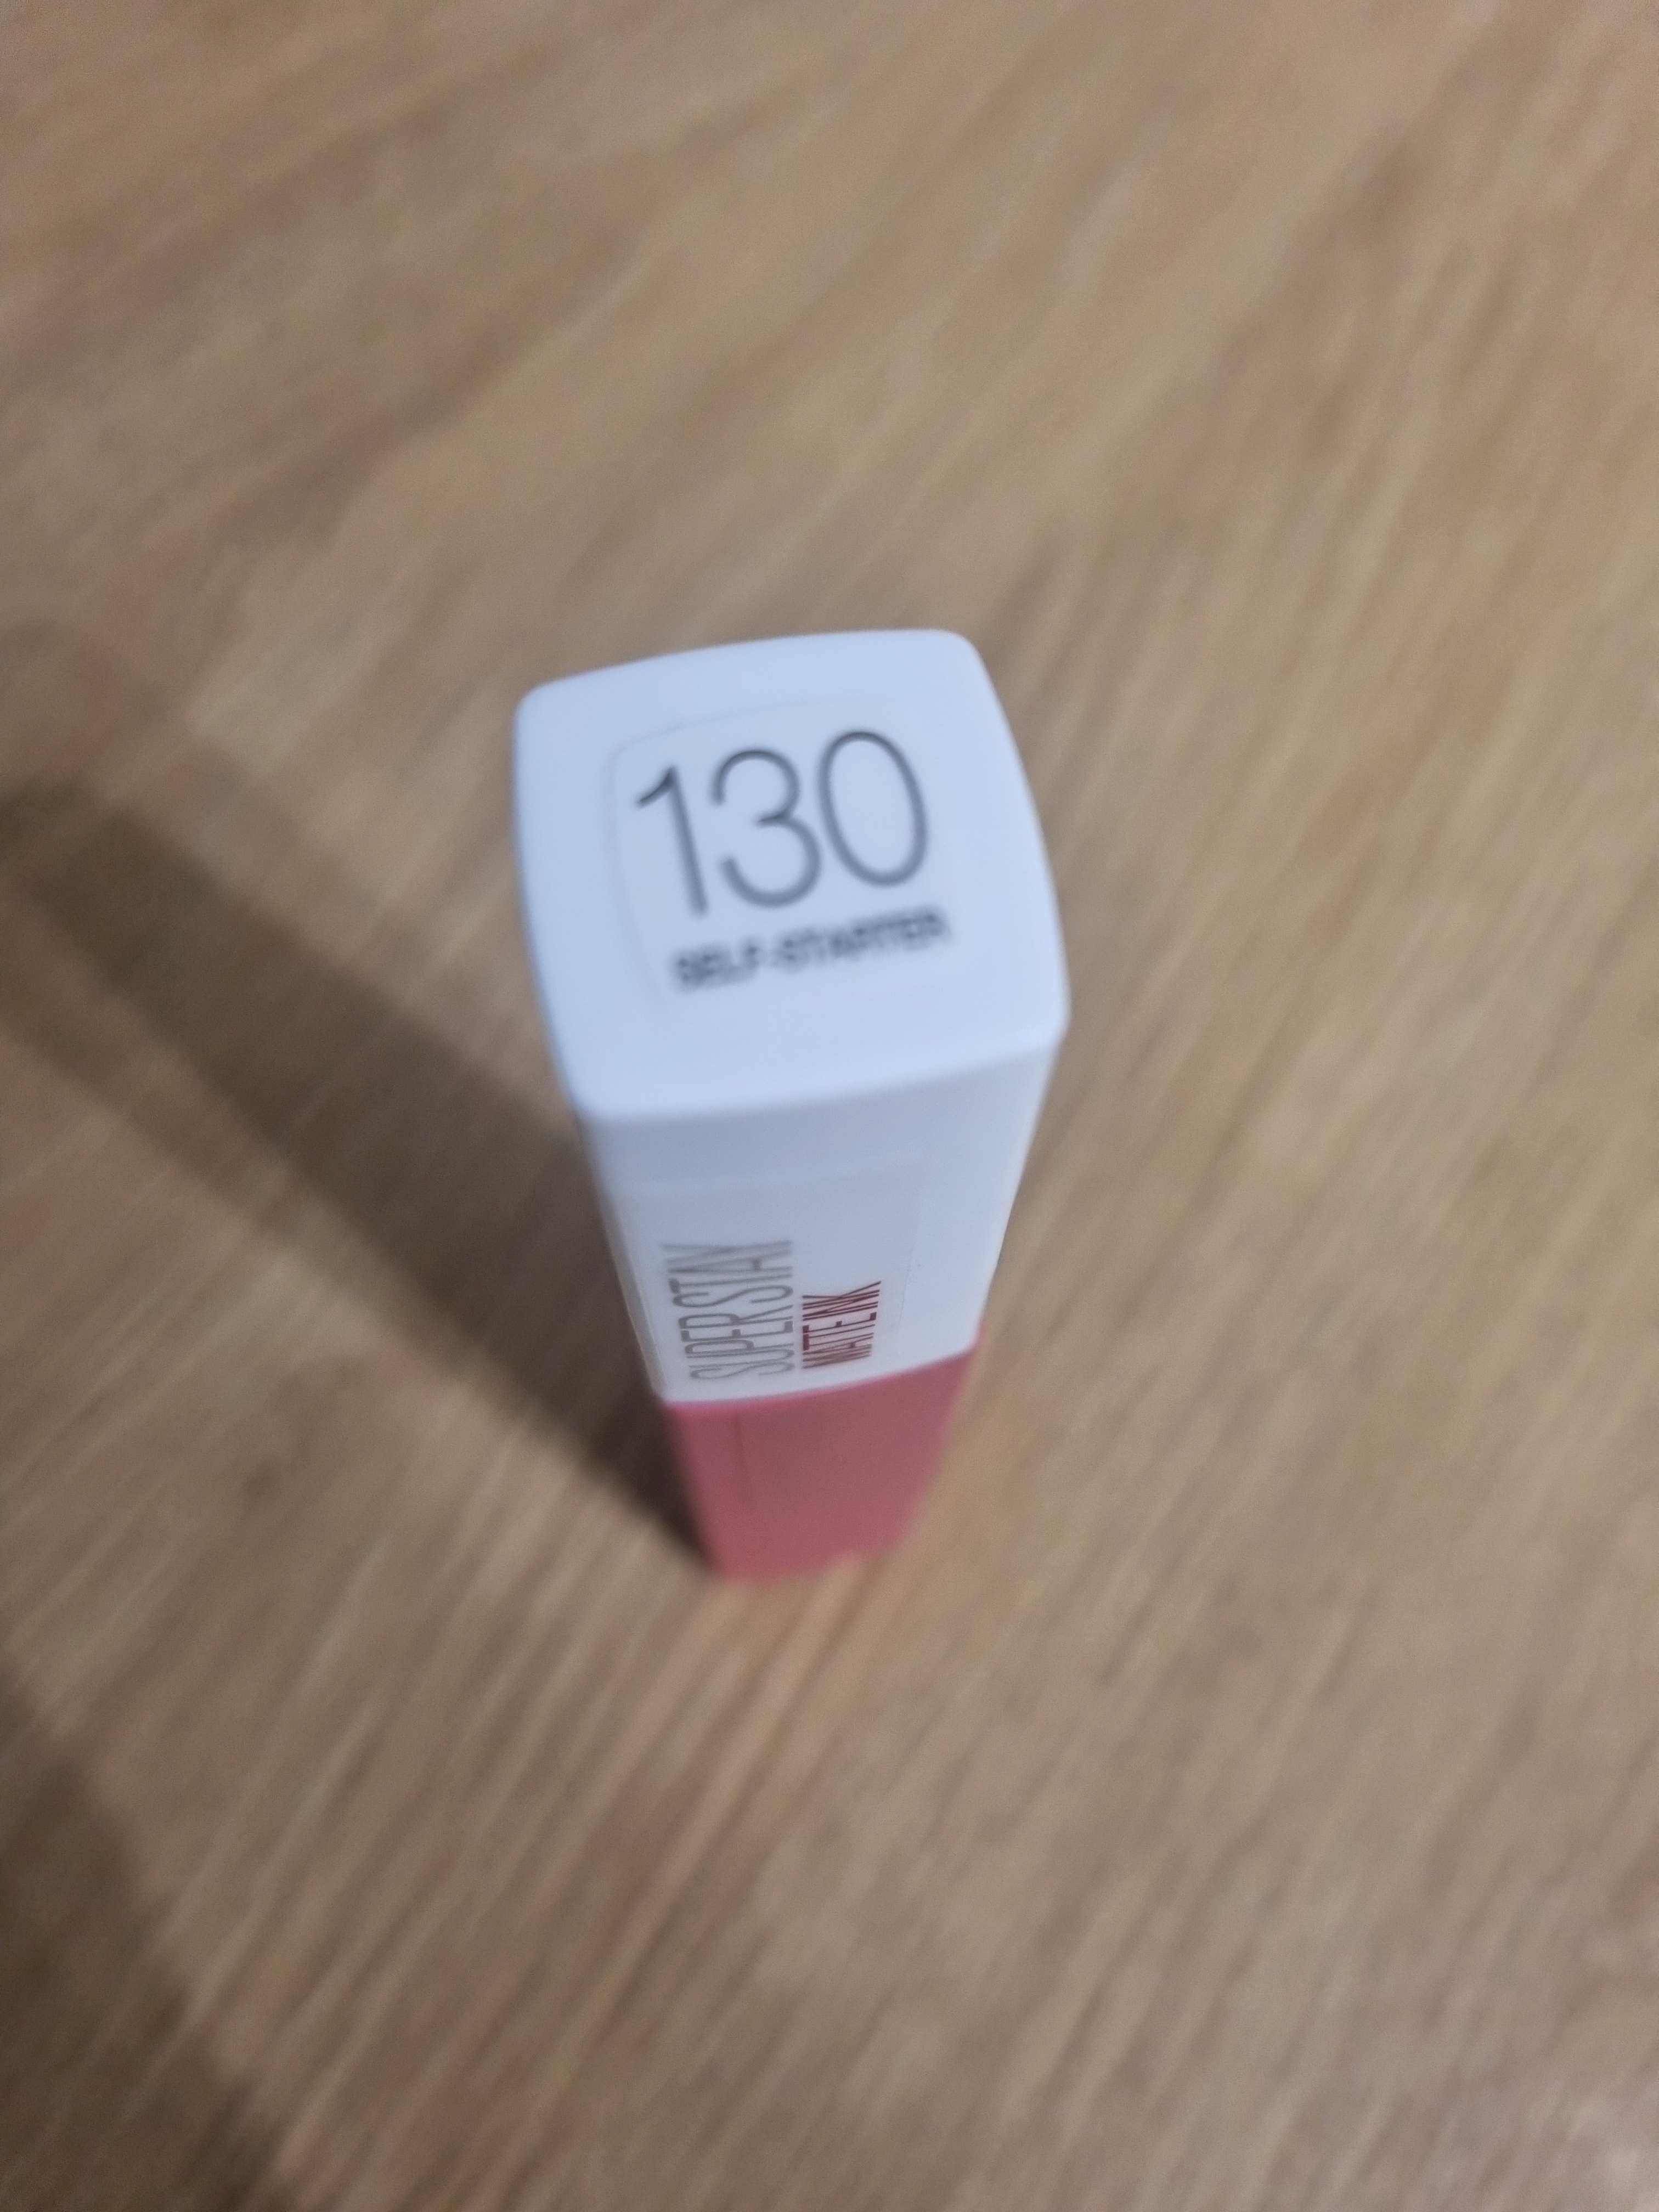 130
SELF-STARTER
SUPER STAY
MATTE INK